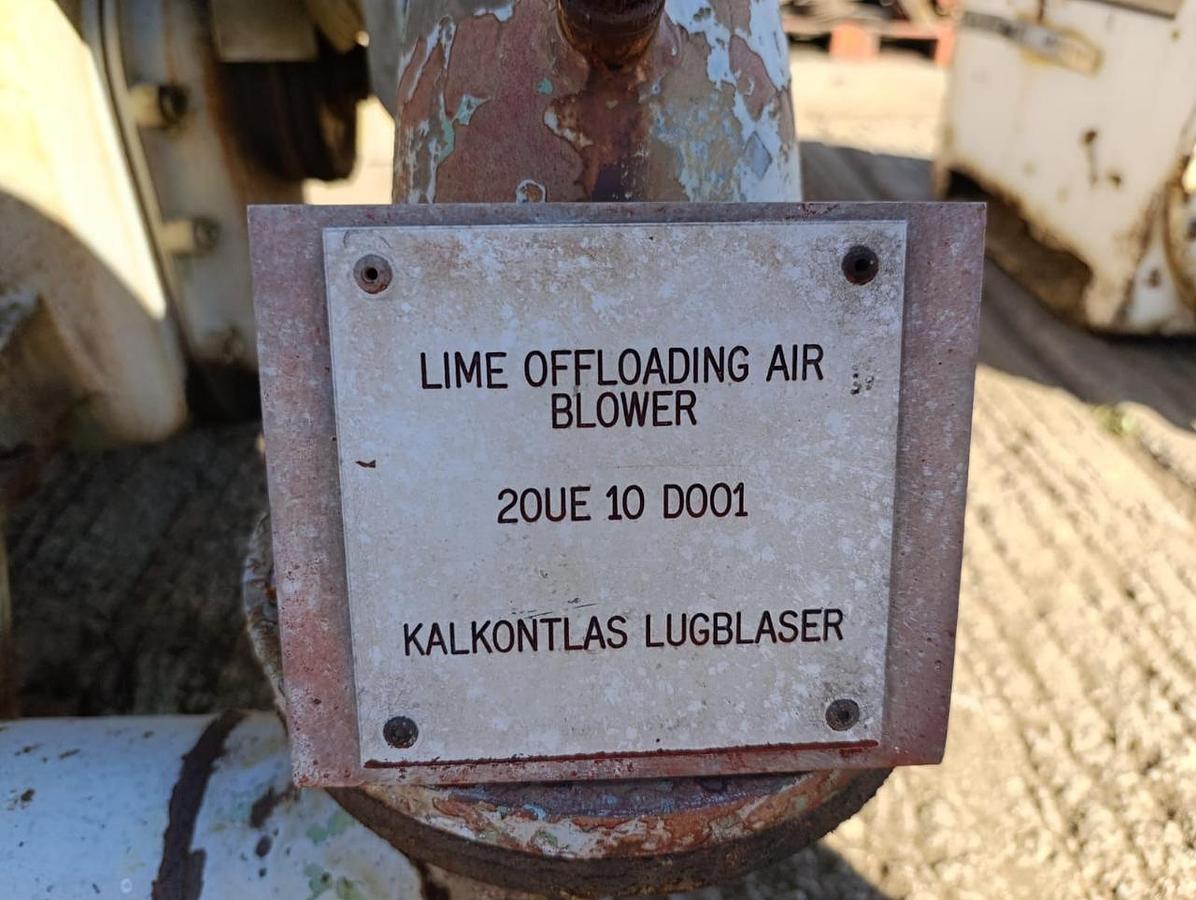 LIME OFFLOADING AIR
BLOWER
20UE 10 D001
KALKONTLAS LUGBLASER